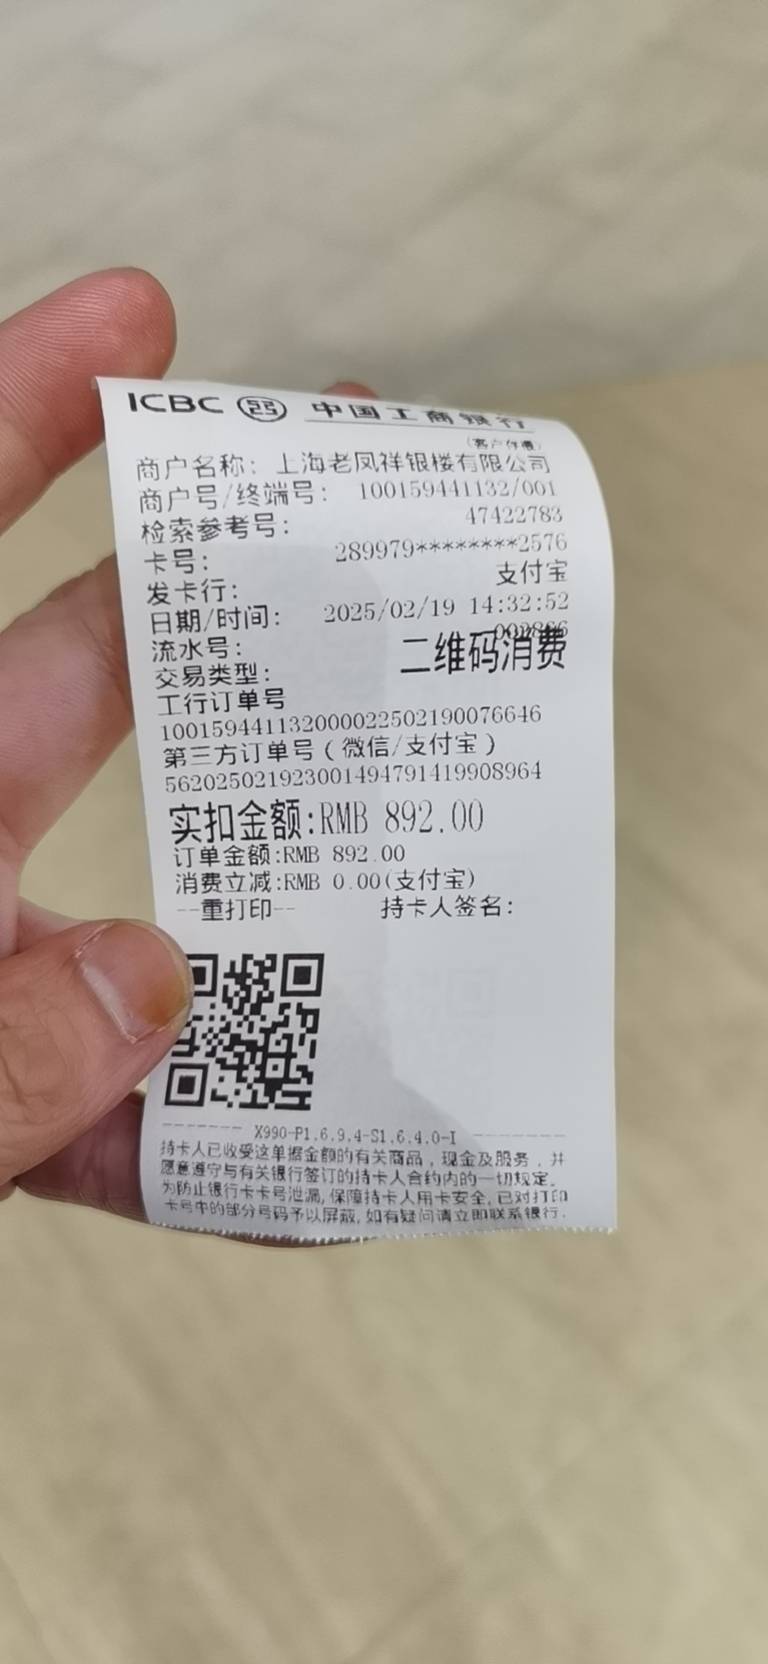 ICBC 中国工商银行
(客户存根)
商户名称: 上海老凤祥银楼有限公司
商户号/终端号: 100159441132/001
检索参考号: 47422783
卡号: 289979********2576
发卡行: 支付宝
日期/时间: 2025/02/19 14:32:52
流水号: 002866
交易类型: 二维码消费
工行订单号
100159441132000022502190076646
第三方订单号(微信/支付宝)
562025021923001494791419908964
实扣金额:RMB 892.00
订单金额:RMB 892.00
消费立减:RMB 0.00(支付宝)
--重打印-- 持卡人签名:
X990-P1.6.9.4-S1.6.4.0-I
持卡人已收受这单据金额的有关商品,现金及服务,并
愿意遵守与有关银行签订的持卡人合约内的一切规定。
为防止银行卡卡号泄漏,保障持卡人用卡安全,已对打印
卡号中的部分号码予以屏蔽,如有疑问请立即联系银行.